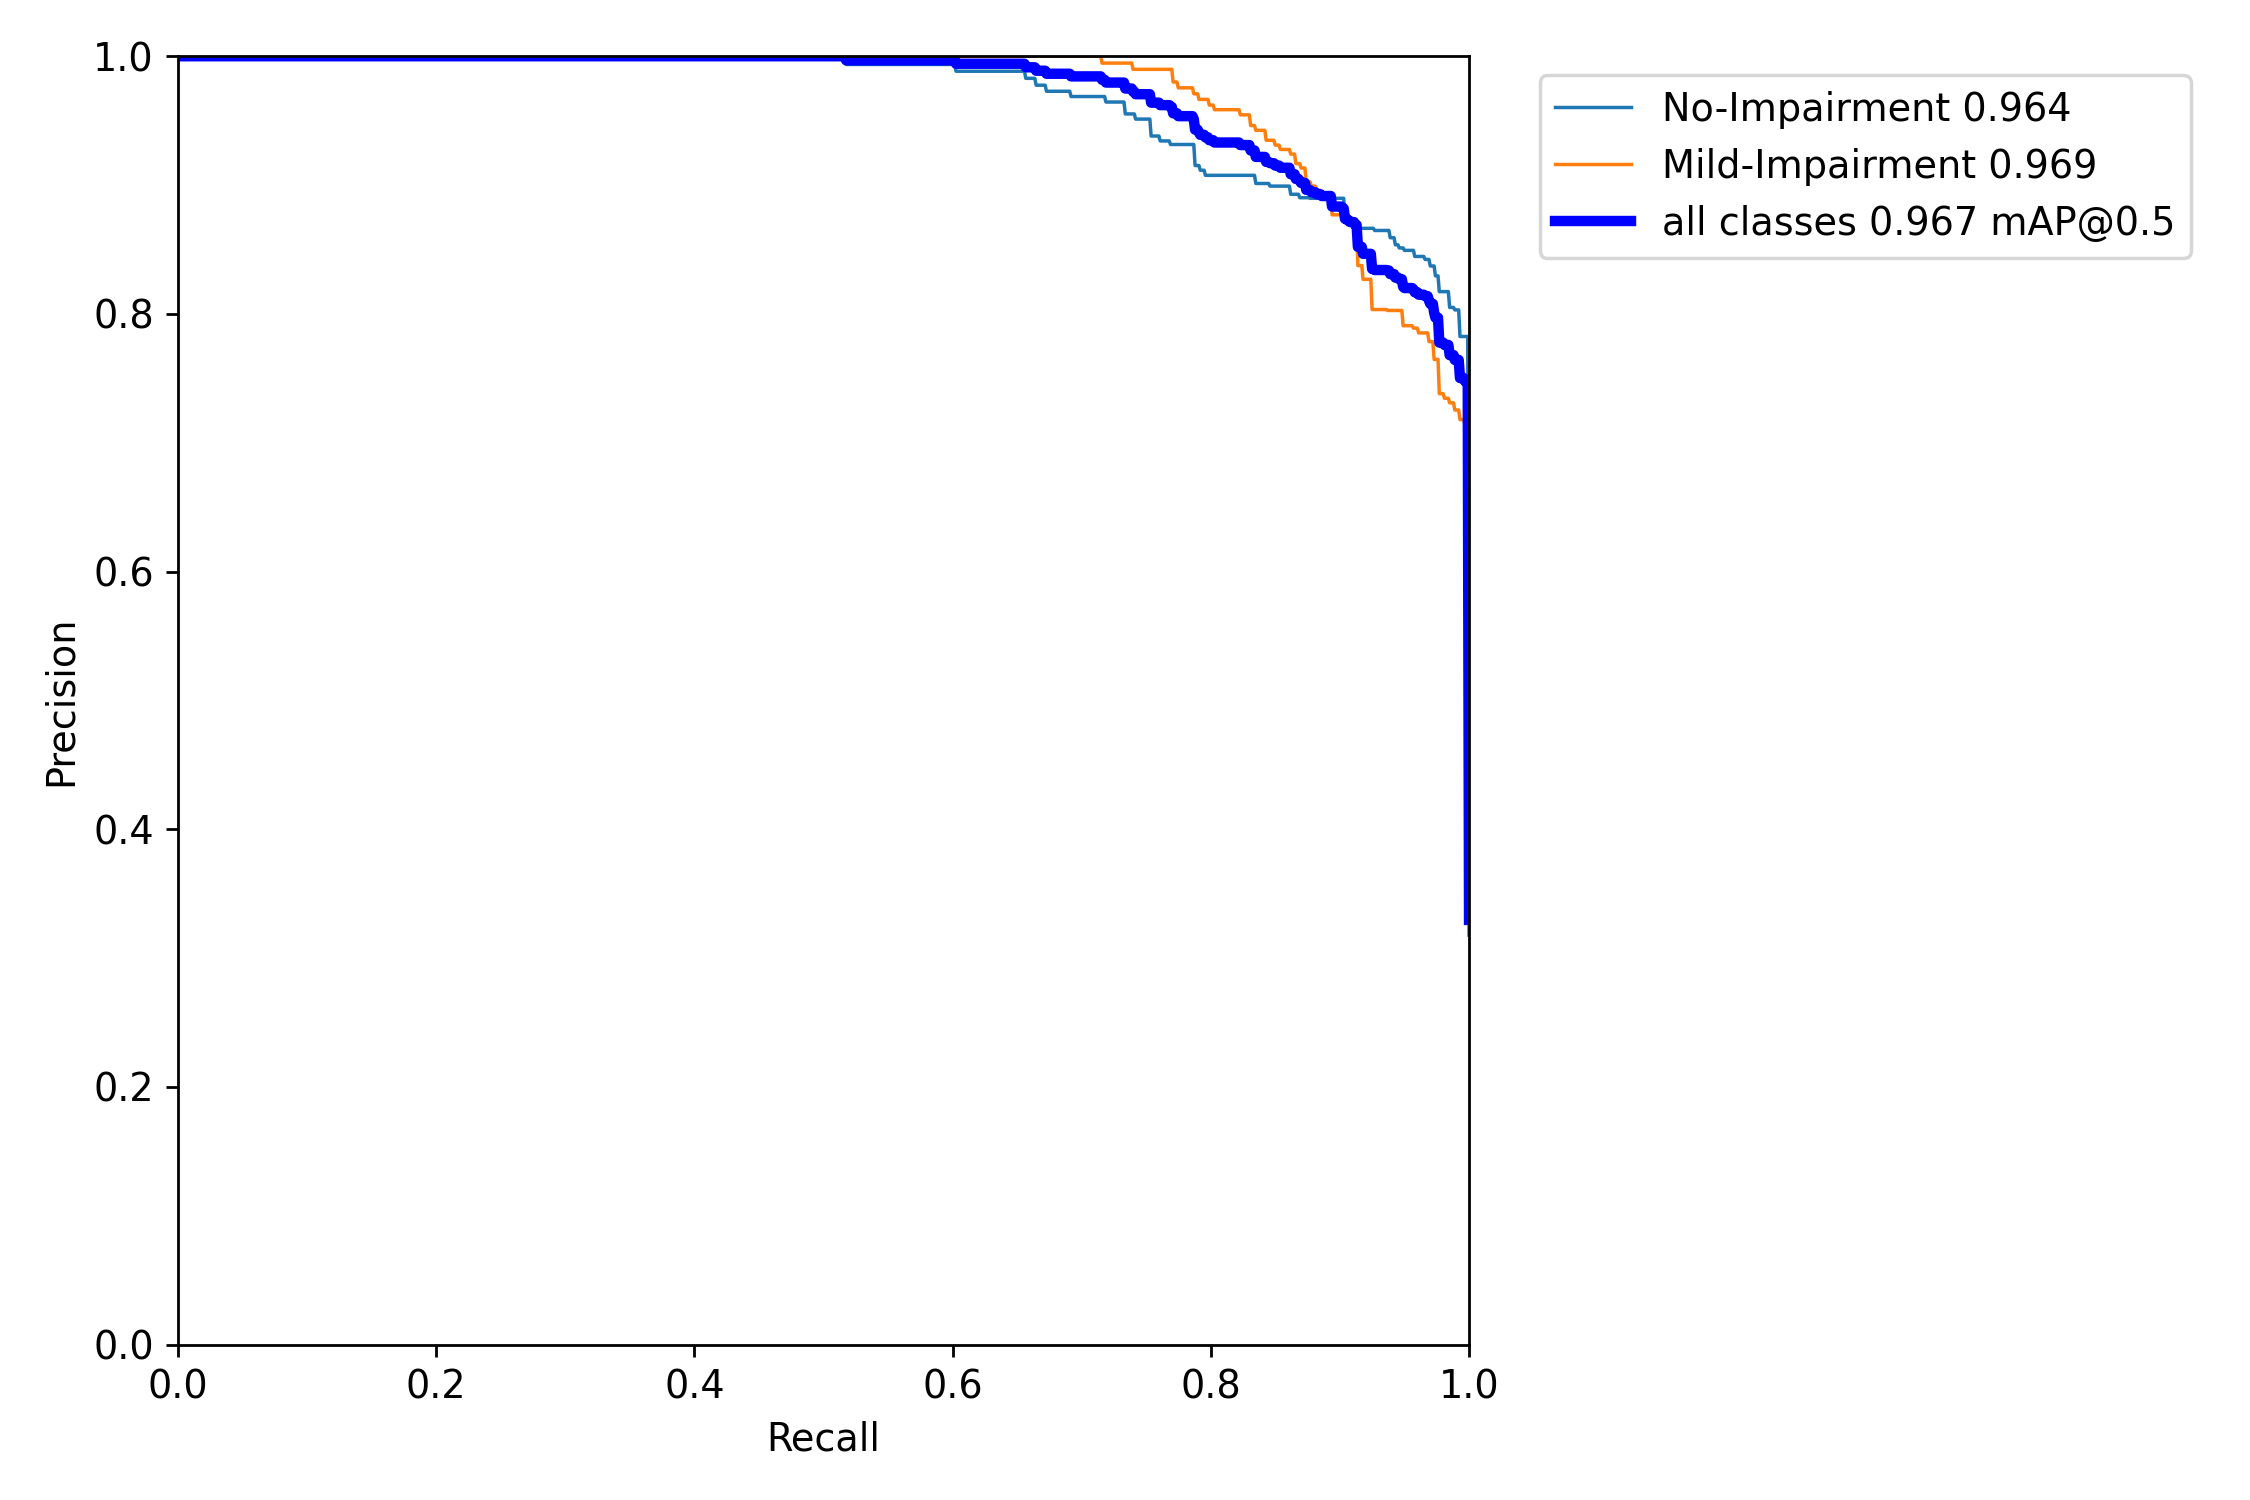 No-Impairment 0.964
Mild-Impairment 0.969
all classes 0.967 mAP@0.5
1.0
0.8
0.6
0.4
0.2
0.0
Precision
0.0 0.2 0.4 0.6 0.8 1.0
Recall